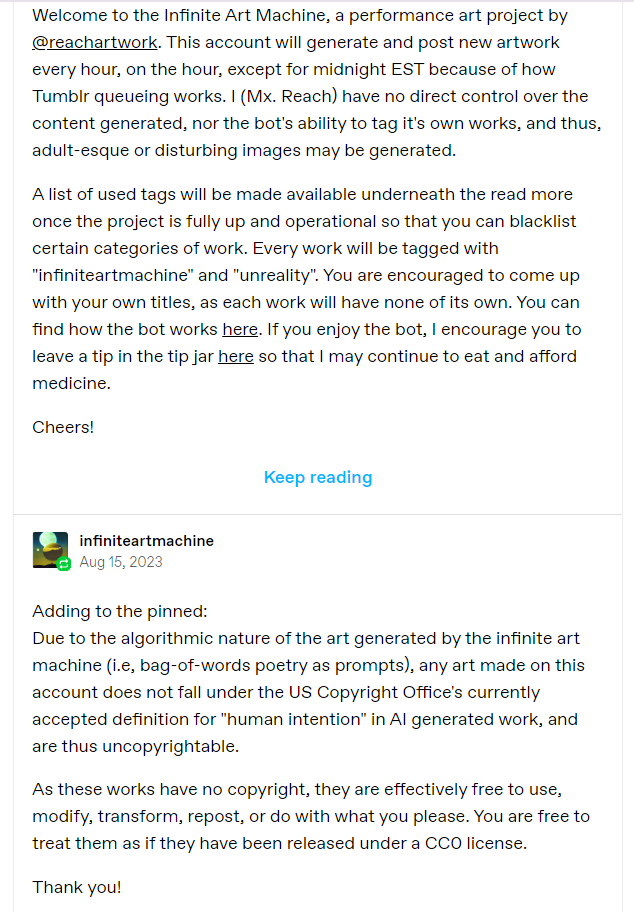 Welcome to the Infinite Art Machine, a performance art project by
@reachartwork. This account will generate and post new artwork
every hour, on the hour, except for midnight EST because of how
Tumblr queueing works. I (Mx. Reach) have no direct control over the
content generated, nor the bot's ability to tag it's own works, and thus,
adult-esque or disturbing images may be generated.
A list of used tags will be made available underneath the read more
once the project is fully up and operational so that you can blacklist
certain categories of work. Every work will be tagged with
"infiniteartmachine" and "unreality". You are encouraged to come up
with your own titles, as each work will have none of its own. You can
find how the bot works here. If you enjoy the bot, I encourage you to
leave a tip in the tip jar here so that I may continue to eat and afford
medicine.
Cheers!
Keep reading
infiniteartmachine
Aug 15, 2023
Adding to the pinned:
Due to the algorithmic nature of the art generated by the infinite art
machine (i.e, bag-of-words poetry as prompts), any art made on this
account does not fall under the US Copyright Office's currently
accepted definition for "human intention" in AI generated work, and
are thus uncopyrightable.
As these works have no copyright, they are effectively free to use,
modify, transform, repost, or do with what you please. You are free to
treat them as if they have been released under a CC0 license.
Thank you!